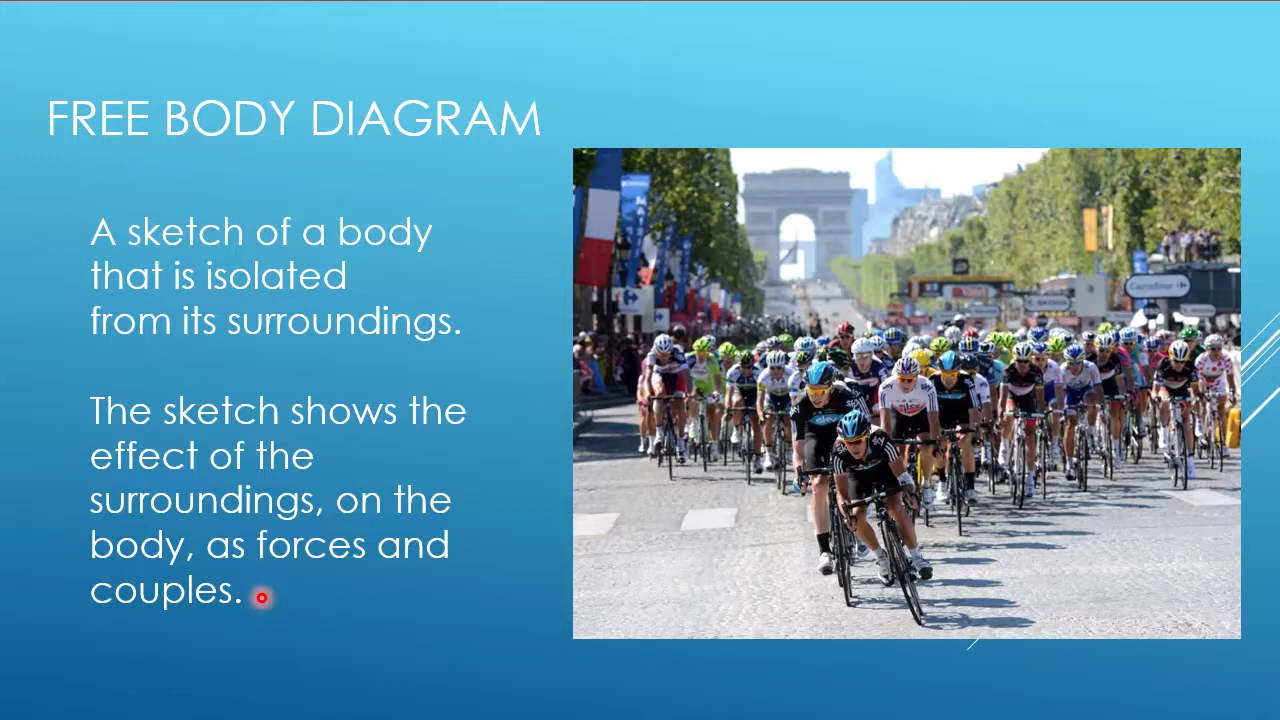 FREE BODY DIAGRAM
A sketch of a body
that is isolated
from its surroundings.
The sketch shows the
effect of the
surroundings, on the
body, as forces and
couples.
Carrefour